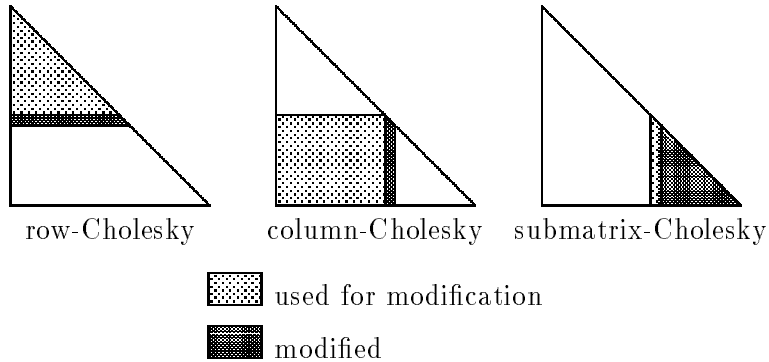 row-Cholesky column-Cholesky submatrix-Cholesky
used for modification
modified